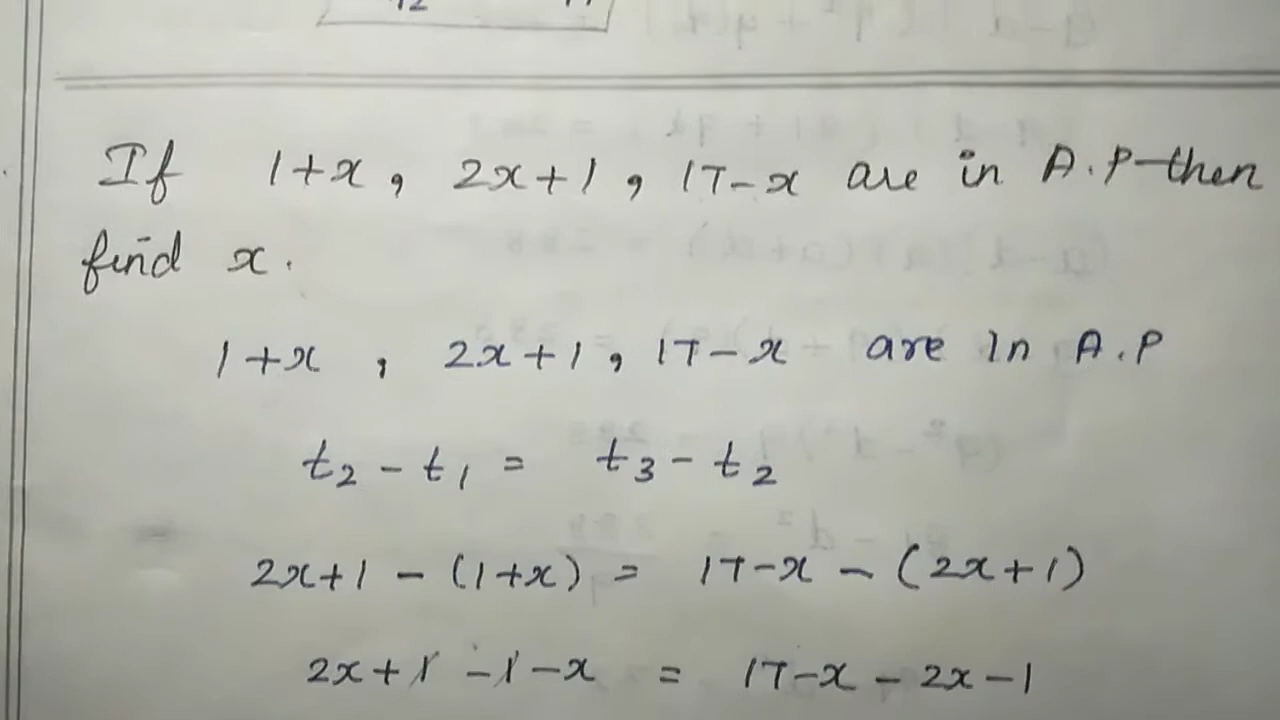 If 1+x, 2x+1, 17-x are in A.P then
find x.
1+x, 2x+1, 17-x are in A.P
t₂ - t₁ = t₃ - t₂
2x+1 - (1+x) = 17-x - (2x+1)
2x+1 -1-x = 17-x - 2x-1